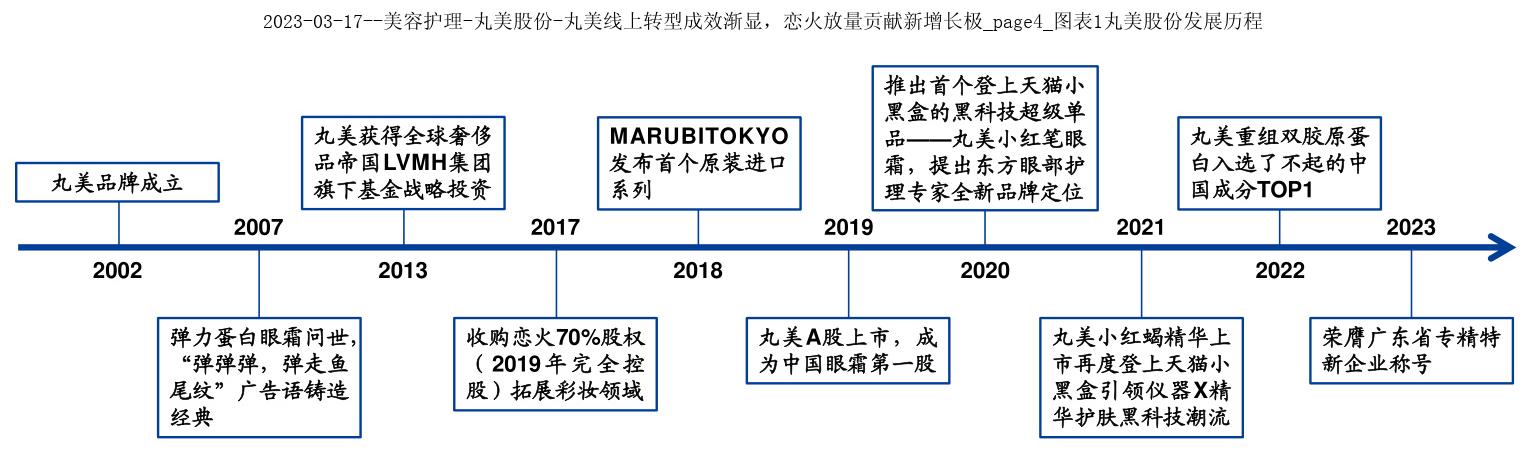 2023-03-17--美容护理-丸美股份-丸美线上转型成效渐显，恋火放量贡献新增长极_page4_图表1丸美股份发展历程
丸美品牌成立
2002
2007
弹力蛋白眼霜问世，
“弹弹弹，弹走鱼
尾纹”广告语铸造
经典
丸美获得全球奢侈
品帝国LVMH集团
旗下基金战略投资
2013
2017
收购恋火70%股权
（2019年完全控
股）拓展彩妆领域
MARUBITOKYO
发布首个原装进口
系列
2018
2019
丸美A股上市，成
为中国眼霜第一股
推出首个登上天猫小
黑盒的黑科技超级单
品——丸美小红笔眼
霜，提出东方眼部护
理专家全新品牌定位
2020
2021
丸美小红蝎精华上
市再度登上天猫小
黑盒引领仪器X精
华护肤黑科技潮流
丸美重组双胶原蛋
白入选了不起的中
国成分TOP1
2022
2023
荣膺广东省专精特
新企业称号